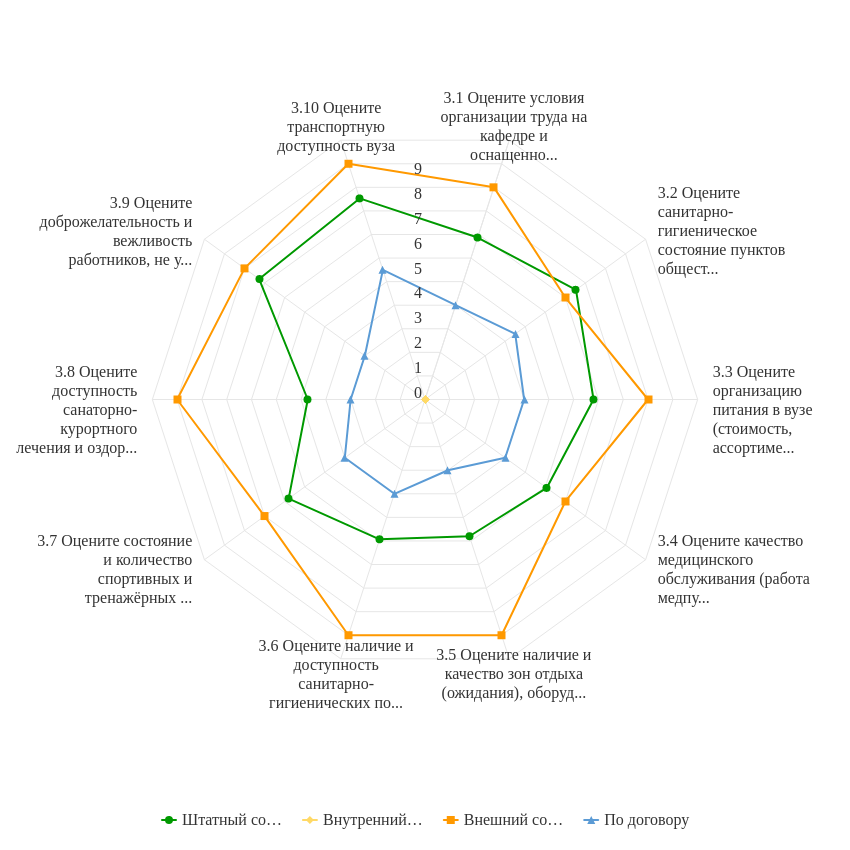 3.1 Оцените условия
организации труда на
кафедре и
оснащенно...
3.2 Оцените
санитарно-
гигиеническое
состояние пунктов
общест...
3.3 Оцените
организацию
питания в вузе
(стоимость,
ассортиме...
3.4 Оцените качество
медицинского
обслуживания (работа
медпу...
3.5 Оцените наличие и
качество зон отдыха
(ожидания), оборуд...
3.6 Оцените наличие и
доступность
санитарно-
гигиенических по...
3.7 Оцените состояние
и количество
спортивных и
тренажёрных ...
3.8 Оцените
доступность
санаторно-
курортного
лечения и оздор...
3.9 Оцените
доброжелательность и
вежливость
работников, не у...
3.10 Оцените
транспортную
доступность вуза
9
8
7
6
5
4
3
2
1
0
Штатный со…
Внутренний…
Внешний со…
По договору